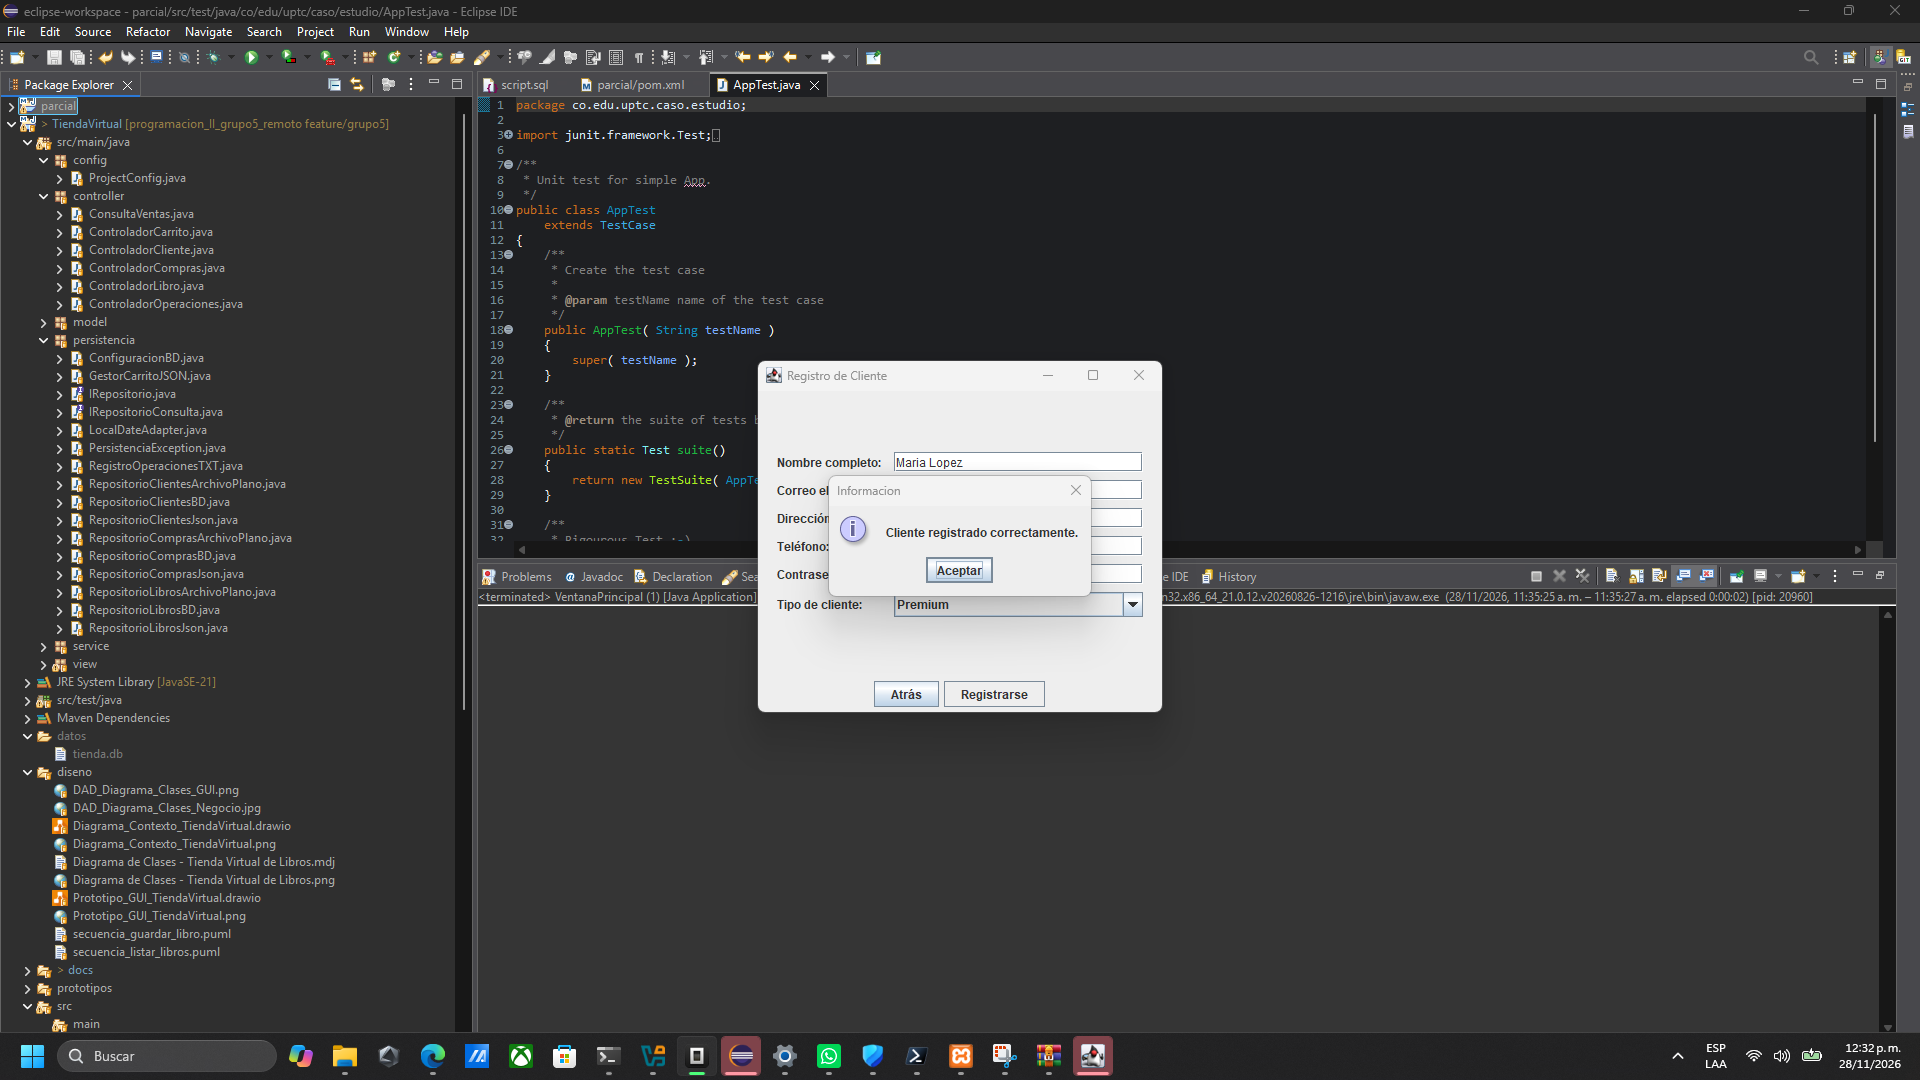 eclipse-workspace - parcial/src/test/java/co/edu/uptc/caso/estudio/AppTest.java - Eclipse IDE
File Edit Source Refactor Navigate Search Project Run Window Help
Package Explorer
parcial
> TiendaVirtual [programacion_II_grupo5_remoto feature/grupo5]
src/main/java
config
ProjectConfig.java
controller
ConsultaVentas.java
ControladorCarrito.java
ControladorCliente.java
ControladorCompras.java
ControladorLibro.java
ControladorOperaciones.java
model
persistencia
ConfiguracionBD.java
GestorCarritoJSON.java
IRepositorio.java
IRepositorioConsulta.java
LocalDateAdapter.java
PersistenciaException.java
RegistroOperacionesTXT.java
RepositorioClientesArchivoPlano.java
RepositorioClientesBD.java
RepositorioClientesJson.java
RepositorioComprasArchivoPlano.java
RepositorioComprasBD.java
RepositorioComprasJson.java
RepositorioLibrosArchivoPlano.java
RepositorioLibrosBD.java
RepositorioLibrosJson.java
service
view
JRE System Library [JavaSE-21]
src/test/java
Maven Dependencies
datos
tienda.db
diseno
DAD_Diagrama_Clases_GUI.png
DAD_Diagrama_Clases_Negocio.jpg
Diagrama_Contexto_TiendaVirtual.drawio
Diagrama_Contexto_TiendaVirtual.png
Diagrama de Clases - Tienda Virtual de Libros.mdj
Diagrama de Clases - Tienda Virtual de Libros.png
Prototipo_GUI_TiendaVirtual.drawio
Prototipo_GUI_TiendaVirtual.png
secuencia_guardar_libro.puml
secuencia_listar_libros.puml
> docs
prototipos
src
main
script.sql parcial/pom.xml AppTest.java
1 package co.edu.uptc.caso.estudio;
2
3 import junit.framework.Test;
6
7 /**
8 * Unit test for simple App.
9 */
10 public class AppTest
11 extends TestCase
12 {
13 /**
14 * Create the test case
15 *
16 * @param testName name of the test case
17 */
18 public AppTest( String testName )
19 {
20 super( testName );
21 }
22
23 /**
24 * @return the suite of tests b
25 */
26 public static Test suite()
27 {
28 return new TestSuite( AppTe
29 }
30
31 /**
32 * Rigourous Test :-)
Registro de Cliente
Nombre completo: Maria Lopez
Correo el
Dirección
Teléfono:
Contrase
Tipo de cliente: Premium
Atrás Registrarse
Informacion
Cliente registrado correctamente.
Aceptar
Problems Javadoc Declaration Sea e IDE History
<terminated> VentanaPrincipal (1) [Java Application] n32.x86_64_21.0.12.v20260826-1216\jre\bin\javaw.exe (28/11/2026, 11:35:25 a. m. – 11:35:27 a. m. elapsed 0:00:02) [pid: 20960]
Buscar
ESP
LAA
12:32 p. m.
28/11/2026